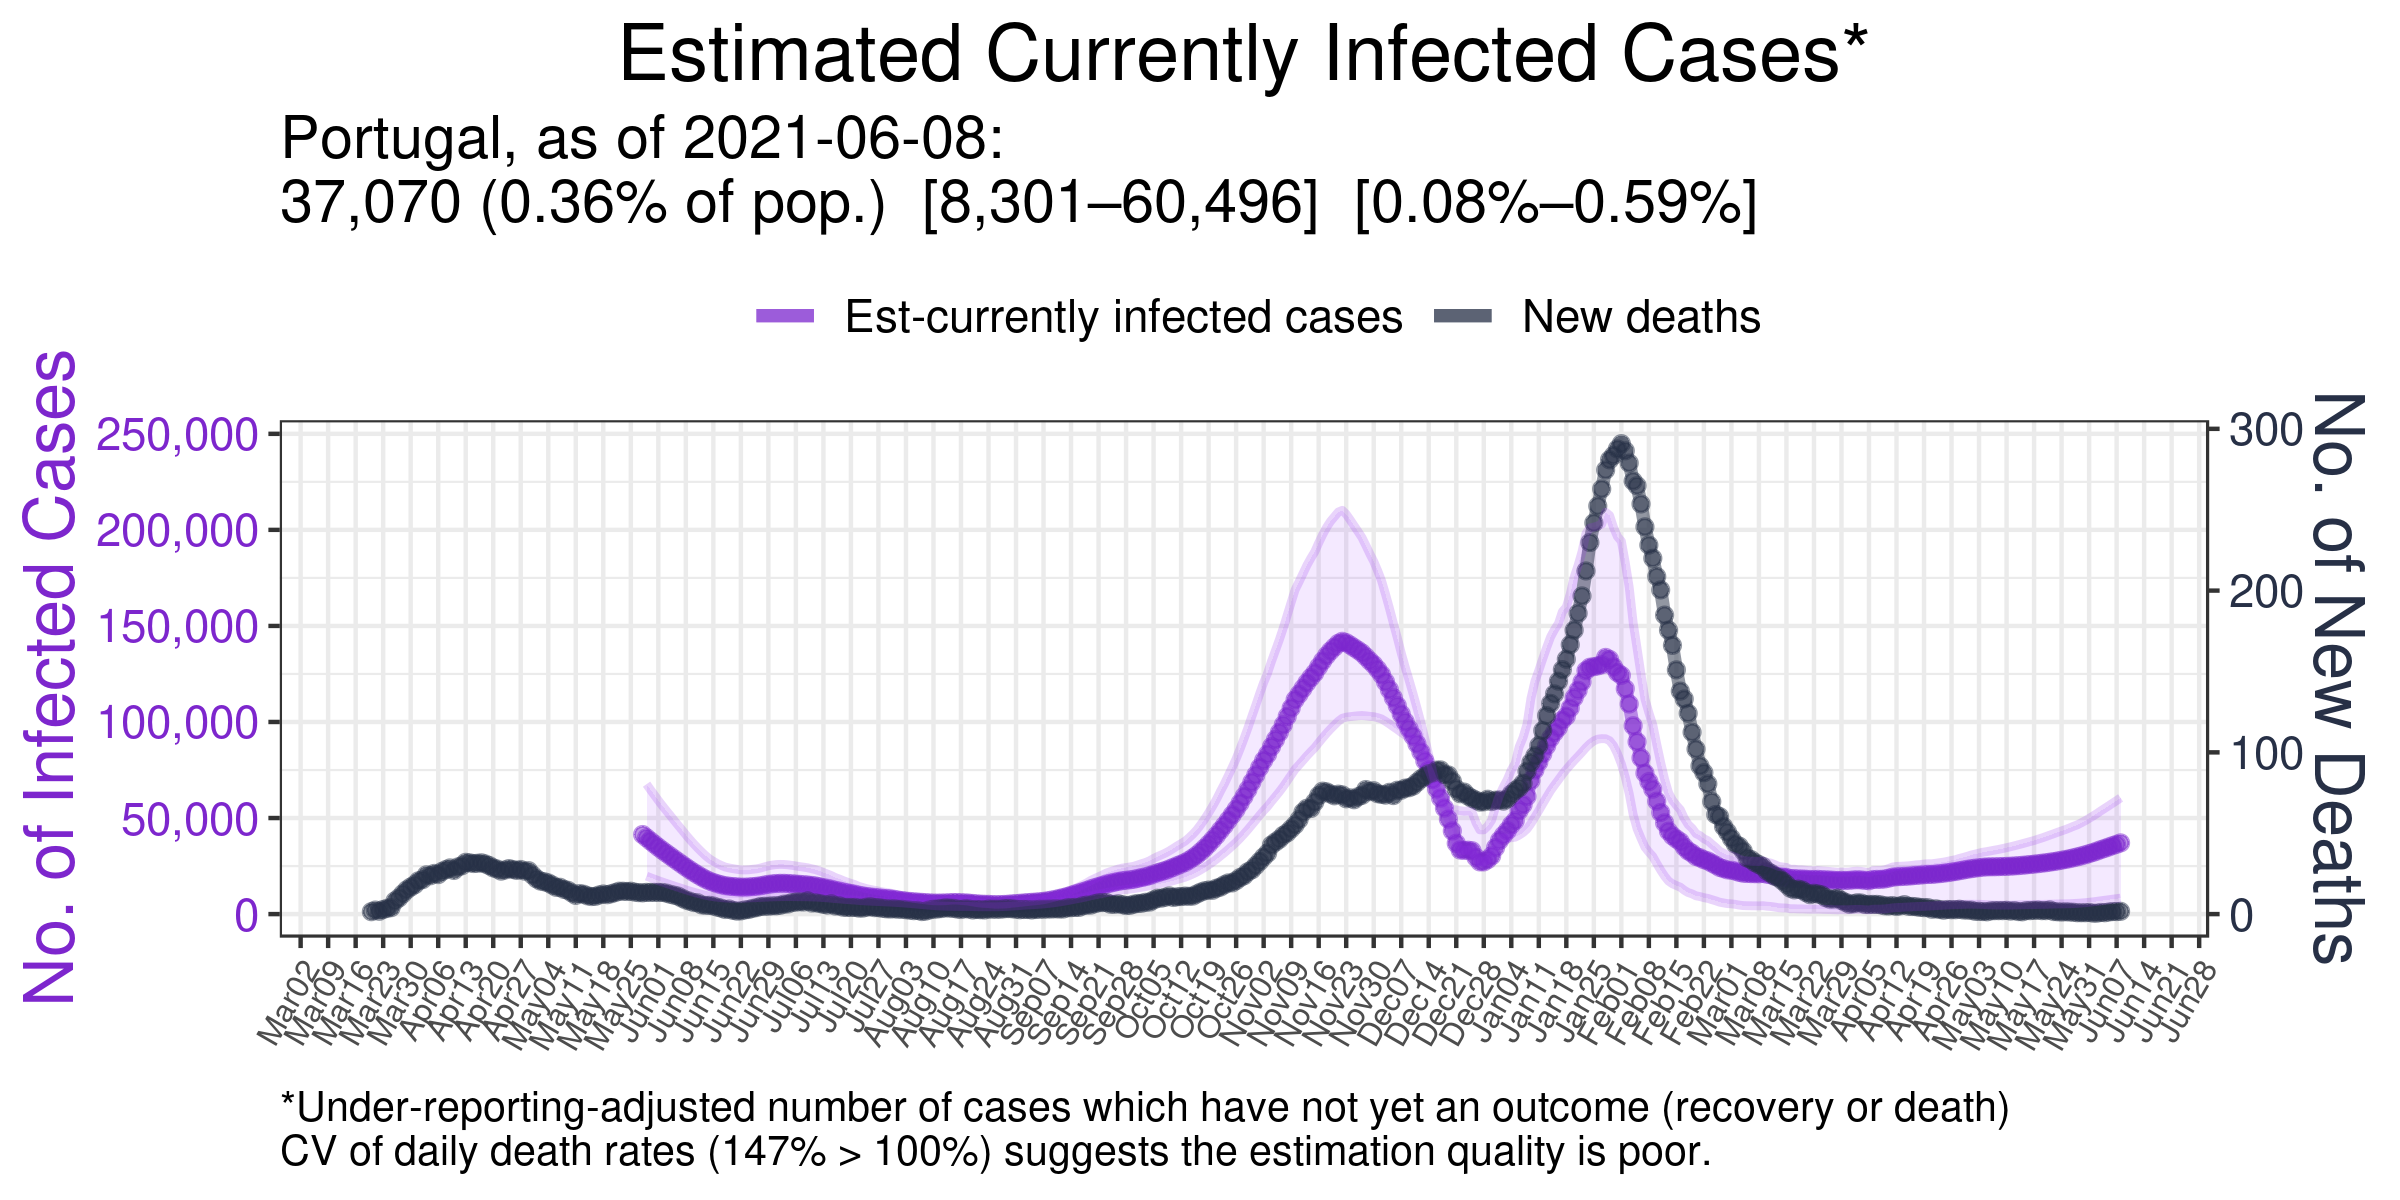 Estimated Currently Infected Cases*
Portugal, as of 2021-06-08:
37,070 (0.36% of pop.) [8,301–60,496] [0.08%–0.59%]
Est-currently infected cases New deaths
No. of Infected Cases
250,000
200,000
150,000
100,000
50,000
0
300
200
100
0
No. of New Deaths
Mar02 Mar09 Mar16 Mar23 Mar30 Apr06 Apr13 Apr20 Apr27 May04 May11 May18 May25 Jun01 Jun08 Jun15 Jun22 Jun29 Jul06 Jul13 Jul20 Jul27 Aug03 Aug10 Aug17 Aug24 Aug31 Sep07 Sep14 Sep21 Sep28 Oct05 Oct12 Oct19 Oct26 Nov02 Nov09 Nov16 Nov23 Nov30 Dec07 Dec14 Dec21 Dec28 Jan04 Jan11 Jan18 Jan25 Feb01 Feb08 Feb15 Feb22 Mar01 Mar08 Mar15 Mar22 Mar29 Apr05 Apr12 Apr19 Apr26 May03 May10 May17 May24 May31 Jun07 Jun14 Jun21 Jun28
*Under-reporting-adjusted number of cases which have not yet an outcome (recovery or death)
CV of daily death rates (147% > 100%) suggests the estimation quality is poor.